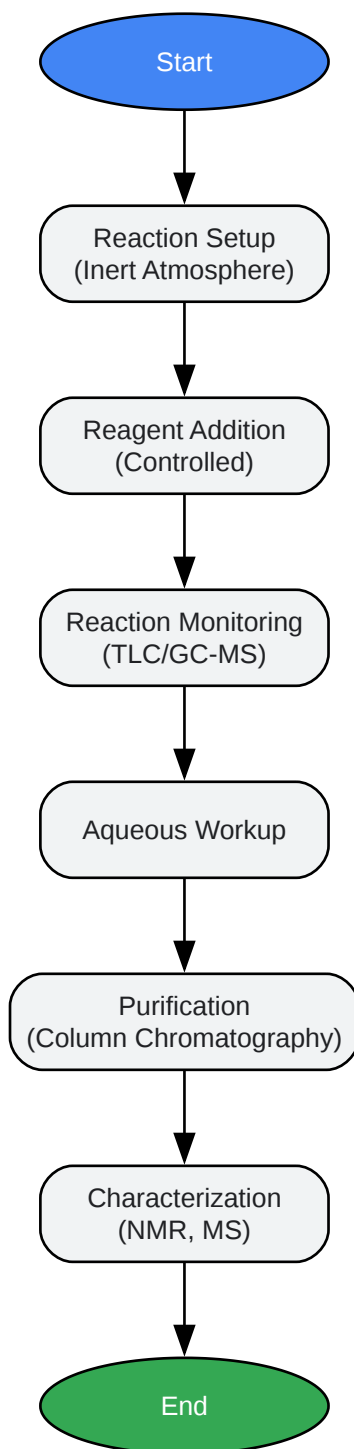 Start
Reaction Setup
(Inert Atmosphere)
Reagent Addition
(Controlled)
Reaction Monitoring
(TLC/GC-MS)
Aqueous Workup
Purification
(Column Chromatography)
Characterization
(NMR, MS)
End